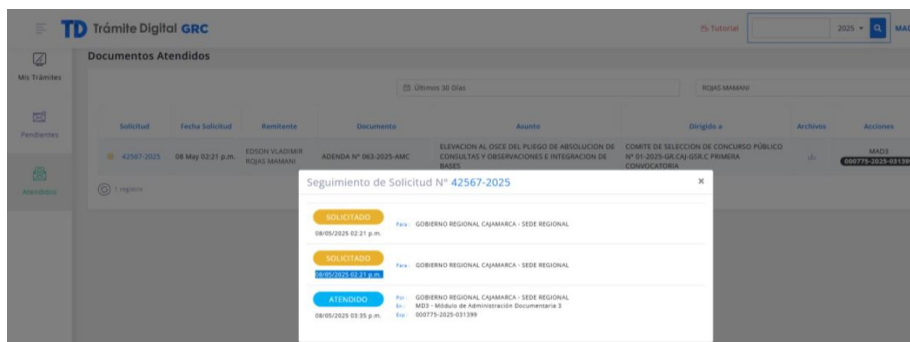 TD Trámite Digital GRC
Tutorial
2025
Mis Trámites
Pendientes
Atendidos
Documentos Atendidos
Últimos 30 Días
ROJAS MAMANI
Solicitud Fecha Solicitud Remitente Documento Asunto Dirigido a Archivos Acciones
42567-2025 08 May 02:21 p.m. EDSON VLADIMIR ROJAS MAMANI ADENDA N° 063-2025-AMC
ELEVACION AL OSCE DEL PLIEGO DE ABSOLUCION DE
CONSULTAS Y OBSERVACIONES E INTEGRACION DE
BASES
COMITE DE SELECCION DE CONCURSO PÚBLICO
N° 01-2025-GR.CAJ-GSR.C PRIMERA
CONVOCATORIA
MAD3
000775-2025-03139
1 registro
Seguimiento de Solicitud N° 42567-2025 ×
SOLICITADO
08/05/2025 02:21 p.m.
Para : GOBIERNO REGIONAL CAJAMARCA - SEDE REGIONAL
SOLICITADO
08/05/2025 02:21 p.m.
Para : GOBIERNO REGIONAL CAJAMARCA - SEDE REGIONAL
ATENDIDO
08/05/2025 03:35 p.m.
Por : GOBIERNO REGIONAL CAJAMARCA - SEDE REGIONAL
En : MD3 - Módulo de Administración Documentaria 3
Exp : 000775-2025-031399